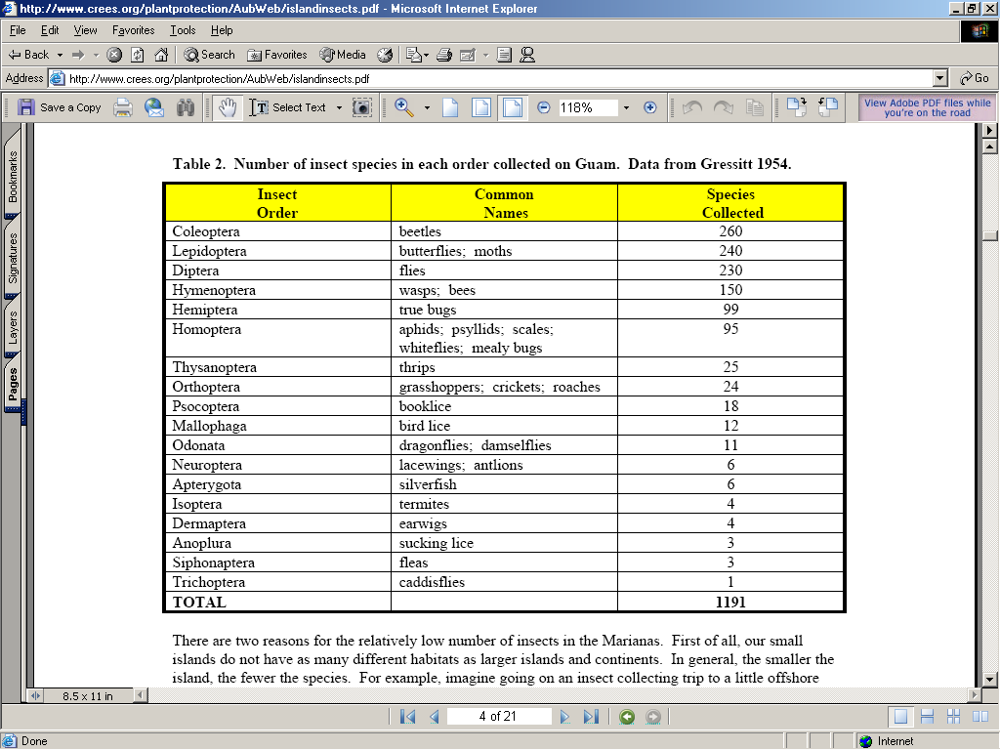 http://www.crees.org/plantprotection/AubWeb/islandinsects.pdf - Microsoft Internet Explorer
File Edit View Favorites Tools Help
Back Search Favorites Media
Address http://www.crees.org/plantprotection/AubWeb/islandinsects.pdf Go
Save a Copy Select Text 118% View Adobe PDF files while
you're on the road
Bookmarks
Signatures
Layers
Pages
Table 2. Number of insect species in each order collected on Guam. Data from Gressitt 1954.
Insect Common Species
Order Names Collected
Coleoptera beetles 260
Lepidoptera butterflies; moths 240
Diptera flies 230
Hymenoptera wasps; bees 150
Hemiptera true bugs 99
Homoptera aphids; psyllids; scales; 95
whiteflies; mealy bugs
Thysanoptera thrips 25
Orthoptera grasshoppers; crickets; roaches 24
Psocoptera booklice 18
Mallophaga bird lice 12
Odonata dragonflies; damselflies 11
Neuroptera lacewings; antlions 6
Apterygota silverfish 6
Isoptera termites 4
Dermaptera earwigs 4
Anoplura sucking lice 3
Siphonaptera fleas 3
Trichoptera caddisflies 1
TOTAL 1191
There are two reasons for the relatively low number of insects in the Marianas. First of all, our small
islands do not have as many different habitats as larger islands and continents. In general, the smaller the
island, the fewer the species. For example, imagine going on an insect collecting trip to a little offshore
8.5 x 11 in
4 of 21
Done Internet